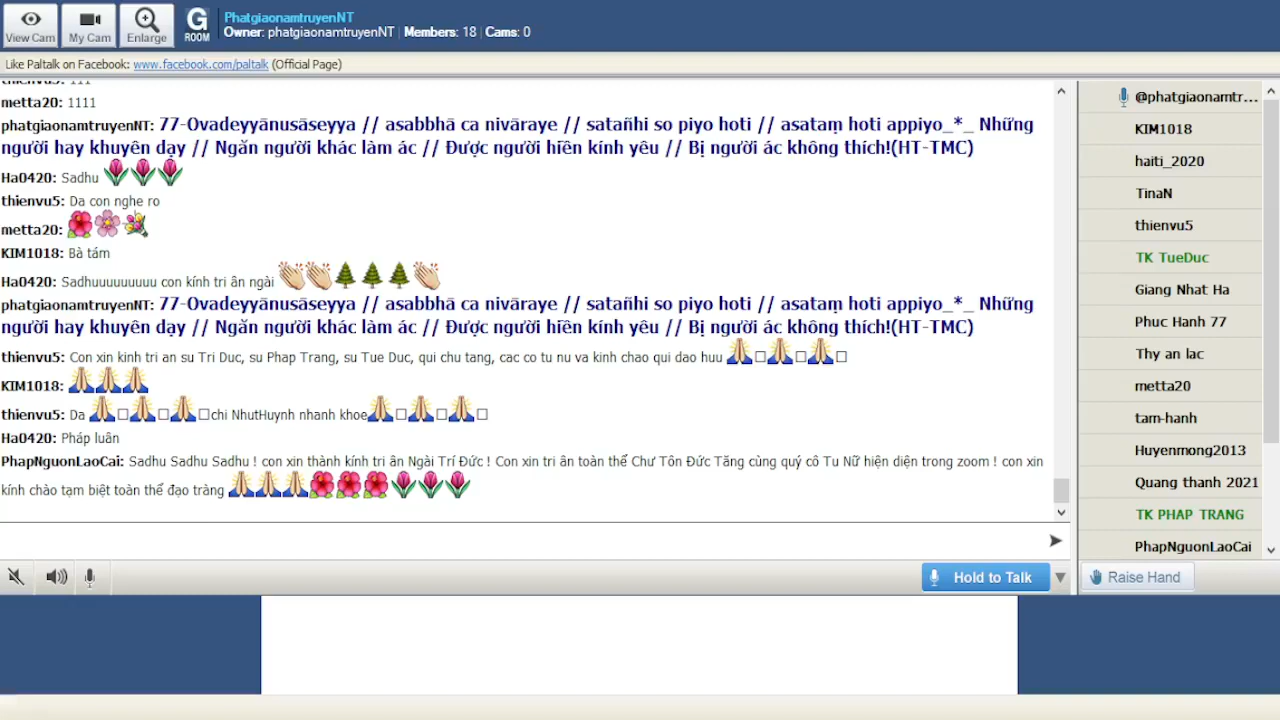 View Cam
My Cam
Enlarge
G
ROOM
PhatgiaonamtruyenNT
Owner: phatgiaonamtruyenNT | Members: 18 | Cams: 0
Like Paltalk on Facebook: www.facebook.com/paltalk (Official Page)
thienvu5: 111
metta20: 1111
phatgiaonamtruyenNT: 77-Ovadeyyānusāseyya // asabbhā ca nivāraye // satañhi so piyo hoti // asataṃ hoti appiyo_*_ Những
người hay khuyên dạy // Ngăn người khác làm ác // Được người hiền kính yêu // Bị người ác không thích!(HT-TMC)
Ha0420: Sadhu
thienvu5: Da con nghe ro
metta20:
KIM1018: Bà tám
Ha0420: Sadhuuuuuuuuu con kính tri ân ngài
phatgiaonamtruyenNT: 77-Ovadeyyānusāseyya // asabbhā ca nivāraye // satañhi so piyo hoti // asataṃ hoti appiyo_*_ Những
người hay khuyên dạy // Ngăn người khác làm ác // Được người hiền kính yêu // Bị người ác không thích!(HT-TMC)
thienvu5: Con xin kinh tri an su Tri Duc, su Phap Trang, su Tue Duc, qui chu tang, cac co tu nu va kinh chao qui dao huu
KIM1018:
thienvu5: Da chi NhutHuynh nhanh khoe
Ha0420: Pháp luân
PhapNguonLaoCai: Sadhu Sadhu Sadhu ! con xin thành kính tri ân Ngài Trí Đức ! Con xin tri ân toàn thể Chư Tôn Đức Tăng cùng quý cô Tu Nữ hiện diện trong zoom ! con xin
kính chào tạm biệt toàn thể đạo tràng
Hold to Talk
@phatgiaonamtr...
KIM1018
haiti_2020
TinaN
thienvu5
TK TueDuc
Giang Nhat Ha
Phuc Hanh 77
Thy an lac
metta20
tam-hanh
Huyenmong2013
Quang thanh 2021
TK PHAP TRANG
PhapNguonLaoCai
Raise Hand